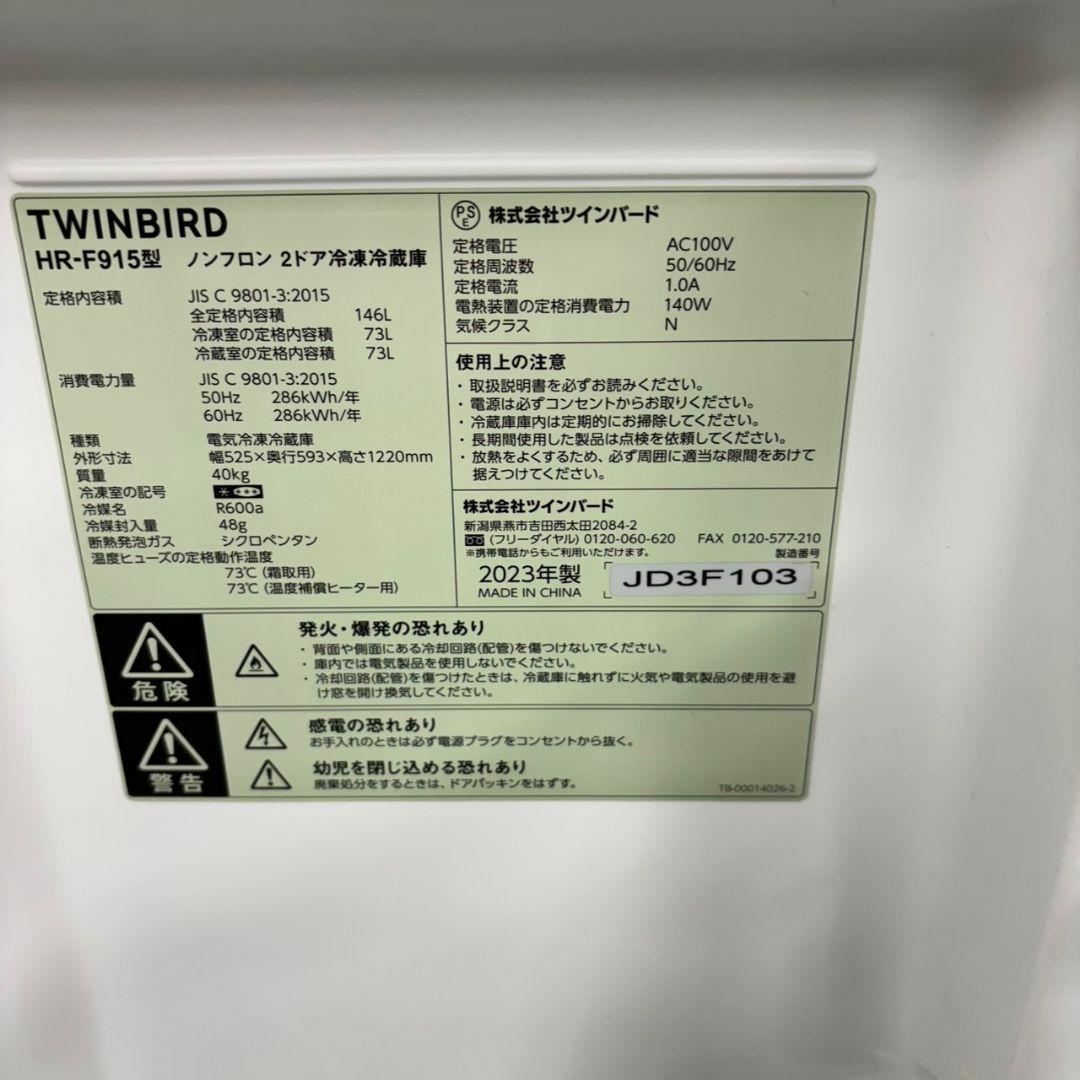 TWINBIRD
HR-F915型 ノンフロン 2ドア冷凍冷蔵庫
定格内容積 JIS C 9801-3:2015
全定格内容積 146L
冷凍室の定格内容積 73L
冷蔵室の定格内容積 73L
消費電力量 JIS C 9801-3:2015
50Hz 286kWh/年
60Hz 286kWh/年
種類 電気冷凍冷蔵庫
外形寸法 幅525×奥行593×高さ1220mm
質量 40kg
冷凍室の記号
冷媒名 R600a
冷媒封入量 48g
断熱発泡ガス シクロペンタン
温度ヒューズの定格動作温度
73℃（霜取用）
73℃（温度補償ヒーター用）
PSE 株式会社ツインバード
定格電圧 AC100V
定格周波数 50/60Hz
定格電流 1.0A
電熱装置の定格消費電力 140W
気候クラス N
使用上の注意
・取扱説明書を必ずお読みください。
・電源は必ずコンセントからお取りください。
・冷蔵庫庫内は定期的にお掃除してください。
・長期間使用した製品は点検を依頼してください。
・放熱をよくするため、必ず周囲に適当な隙間をあけて
据えつけてください。
株式会社ツインバード
新潟県燕市吉田西太田2084-2
（フリーダイヤル）0120-060-620 FAX 0120-577-210
※携帯電話からもご利用いただけます。 製造番号
2023年製 JD3F103
MADE IN CHINA
危険
発火・爆発の恐れあり
・背面や側面にある冷却回路(配管)を傷つけないでください。
・庫内では電気製品を使用しないでください。
・冷却回路(配管)を傷つけたときは、冷蔵庫に触れずに火気や電気製品の使用を避
け窓を開け換気してください。
警告
感電の恐れあり
お手入れのときは必ず電源プラグをコンセントから抜く。
幼児を閉じ込める恐れあり
廃棄処分をするときは、ドアパッキンをはずす。
TB-00014026-2